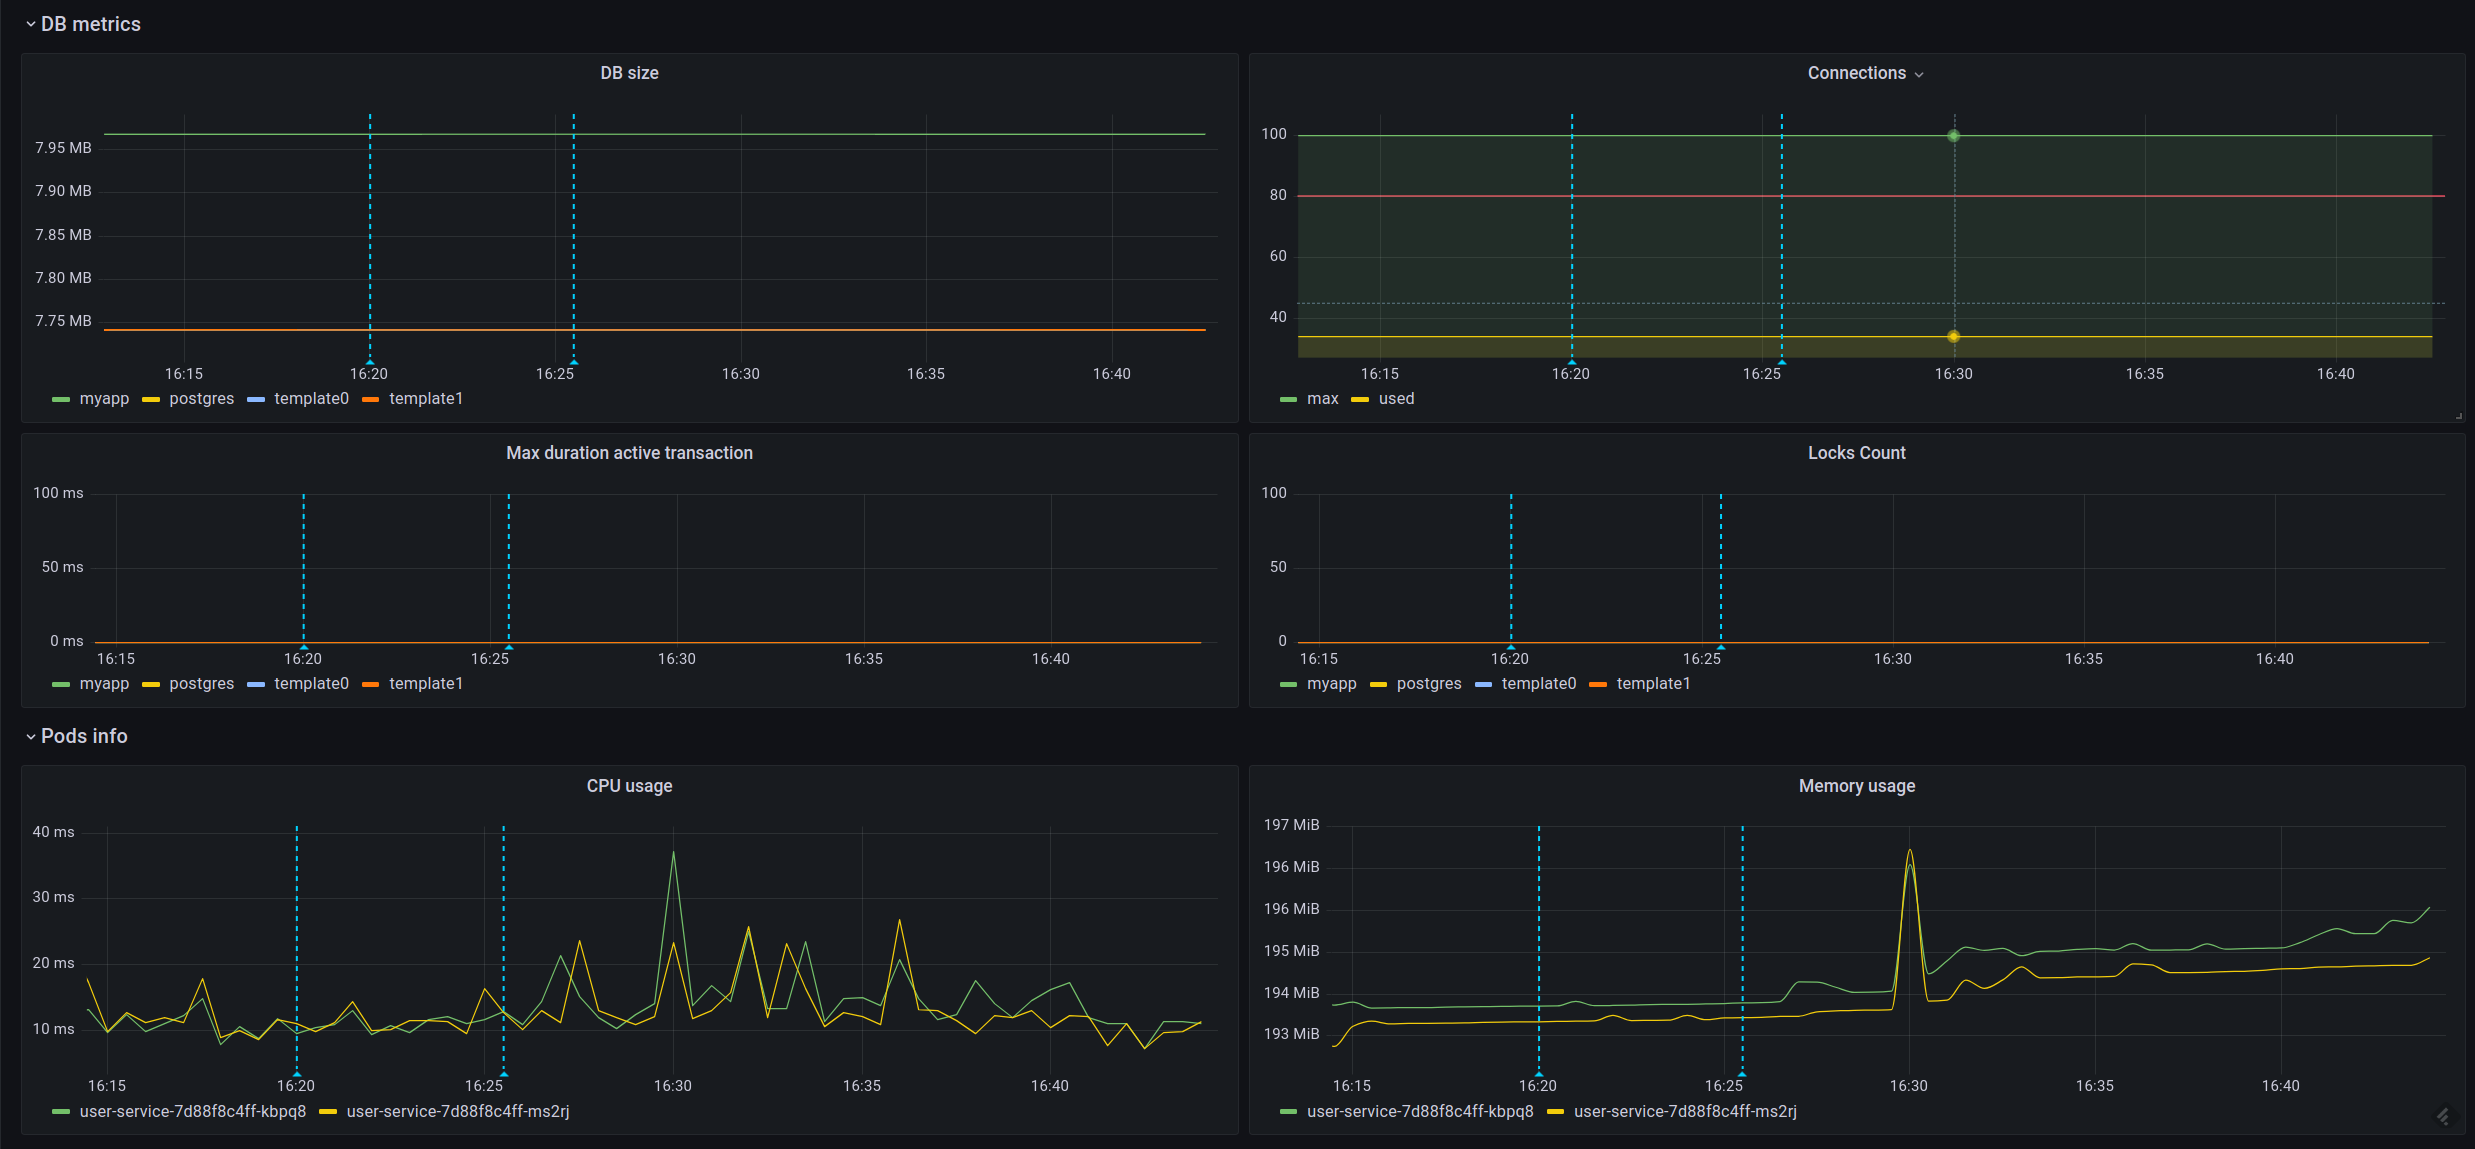 DB metrics
DB size
7.95 MB
7.90 MB
7.85 MB
7.80 MB
7.75 MB
16:15 16:20 16:25 16:30 16:35 16:40
myapp postgres template0 template1
Connections
100
80
60
40
16:15 16:20 16:25 16:30 16:35 16:40
max used
Max duration active transaction
100 ms
50 ms
0 ms
16:15 16:20 16:25 16:30 16:35 16:40
myapp postgres template0 template1
Locks Count
100
50
0
16:15 16:20 16:25 16:30 16:35 16:40
myapp postgres template0 template1
Pods info
CPU usage
40 ms
30 ms
20 ms
10 ms
16:15 16:20 16:25 16:30 16:35 16:40
user-service-7d88f8c4ff-kbpq8 user-service-7d88f8c4ff-ms2rj
Memory usage
197 MiB
196 MiB
196 MiB
195 MiB
194 MiB
193 MiB
16:15 16:20 16:25 16:30 16:35 16:40
user-service-7d88f8c4ff-kbpq8 user-service-7d88f8c4ff-ms2rj